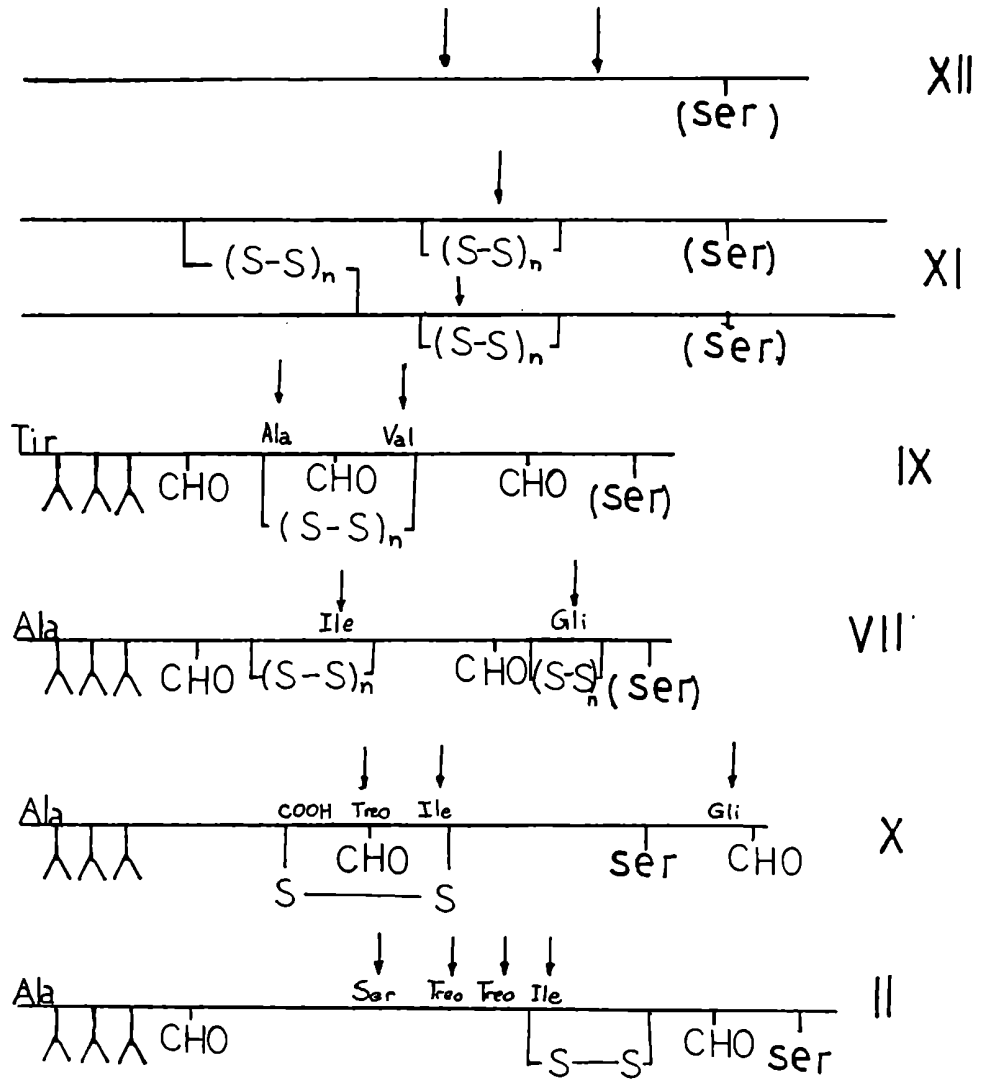 XII
(Ser)
(S-S)n
(S-S)n
(Ser)
XI
(S-S)n
(Ser)
Ala Val
Tir
IX
CHO CHO CHO (Ser)
(S-S)n
Ile Gli
Ala
VII
CHO (S-S)n CHO (S-S)n (Ser)
COOH Treo Ile Gli
Ala
X
CHO Ser CHO
S S
Ser Treo Treo Ile
Ala
II
CHO CHO Ser
S-S